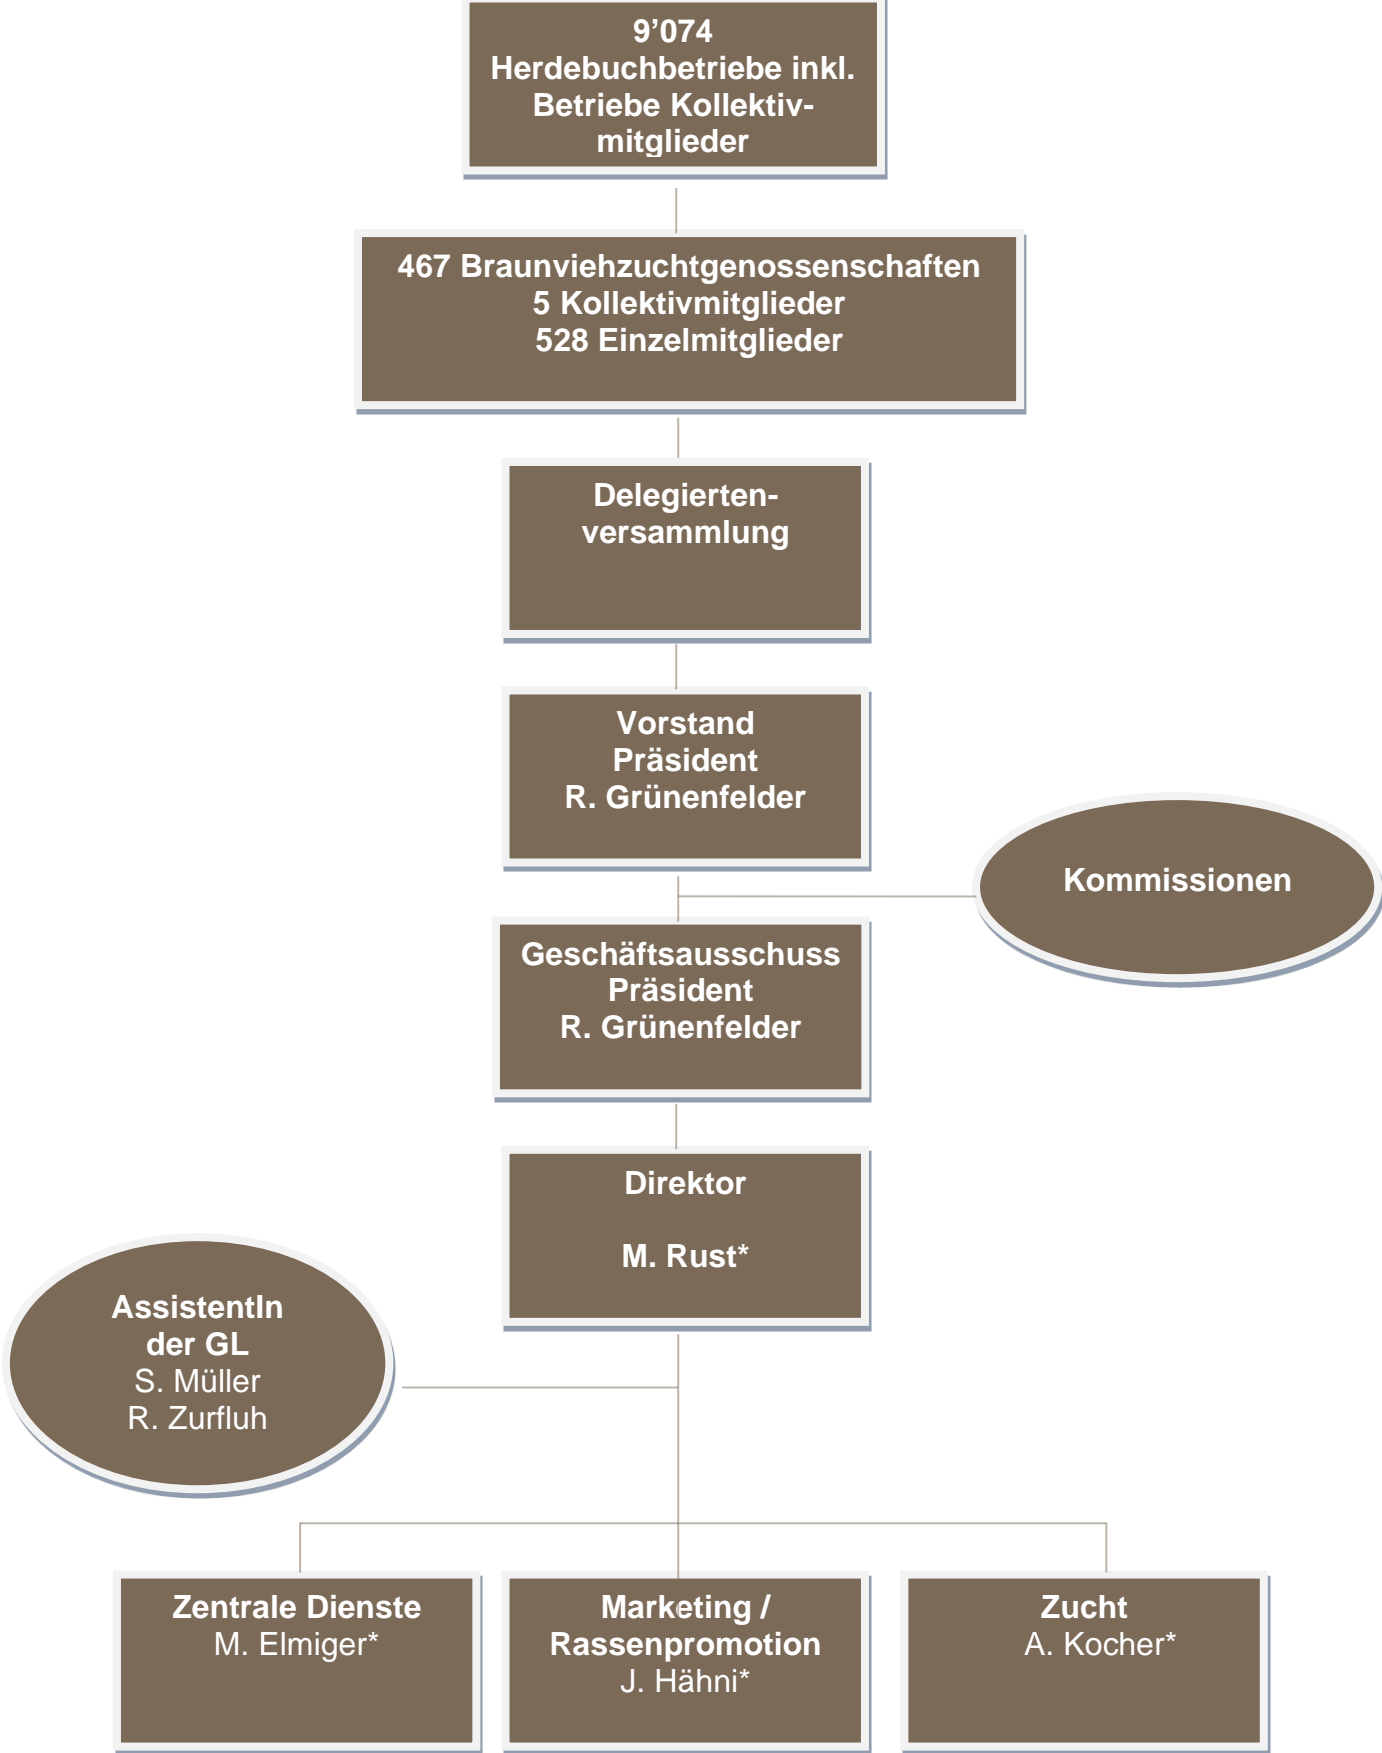 9’074
Herdebuchbetriebe inkl.
Betriebe Kollektiv-
mitglieder
467 Braunviehzuchtgenossenschaften
5 Kollektivmitglieder
528 Einzelmitglieder
Delegierten-
versammlung
Vorstand
Präsident
R. Grünenfelder
Kommissionen
Geschäftsausschuss
Präsident
R. Grünenfelder
Direktor
M. Rust*
AssistentIn
der GL
S. Müller
R. Zurfluh
Zentrale Dienste
M. Elmiger*
Marketing /
Rassenpromotion
J. Hähni*
Zucht
A. Kocher*